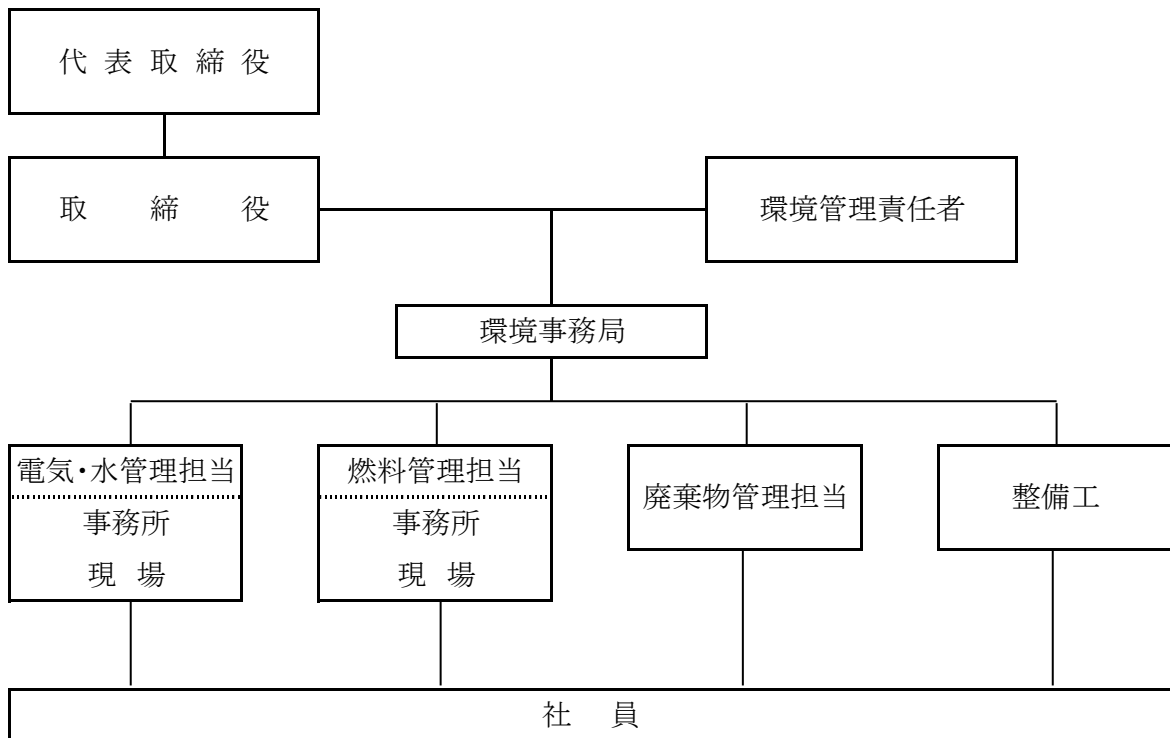 代表取締役
取締役
環境管理責任者
環境事務局
電気・水管理担当
事務所
現場
燃料管理担当
事務所
現場
廃棄物管理担当
整備工
社員